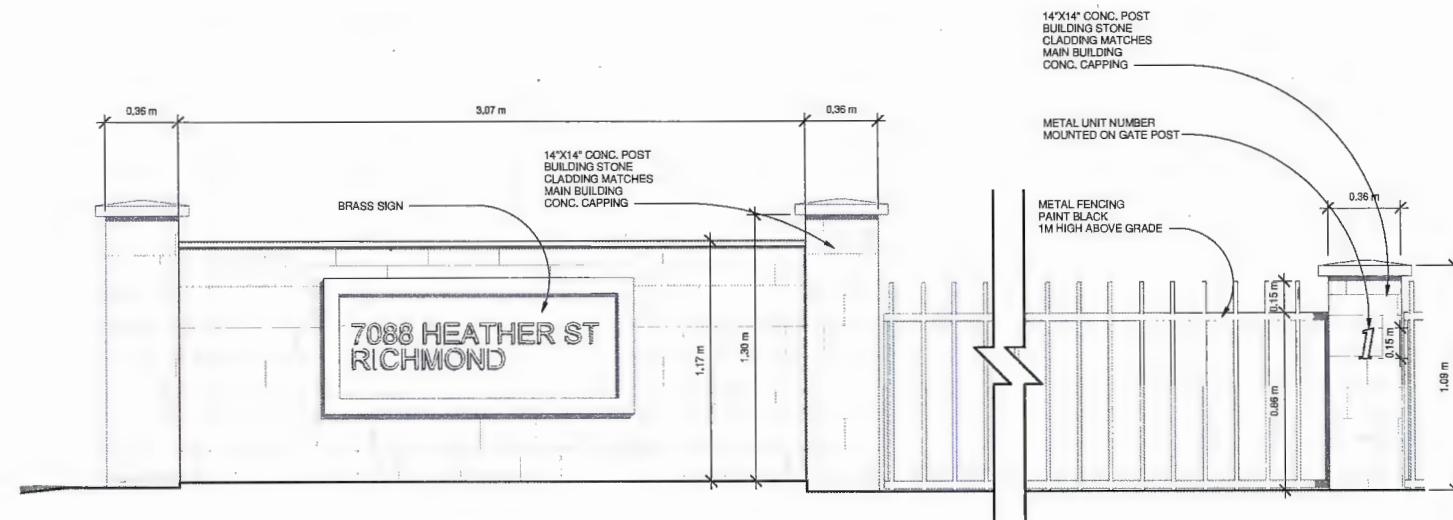 14"X14" CONC. POST
BUILDING STONE
CLADDING MATCHES
MAIN BUILDING
CONC. CAPPING
METAL UNIT NUMBER
MOUNTED ON GATE POST
0.36 m
3.07 m
0.36 m
14"X14" CONC. POST
BUILDING STONE
CLADDING MATCHES
MAIN BUILDING
CONC. CAPPING
BRASS SIGN
METAL FENCING
PAINT BLACK
1M HIGH ABOVE GRADE
0.36 m
7088 HEATHER ST
RICHMOND
1.17 m
1.30 m
0.15 m
0.86 m
1
0.15 m
1.09 m